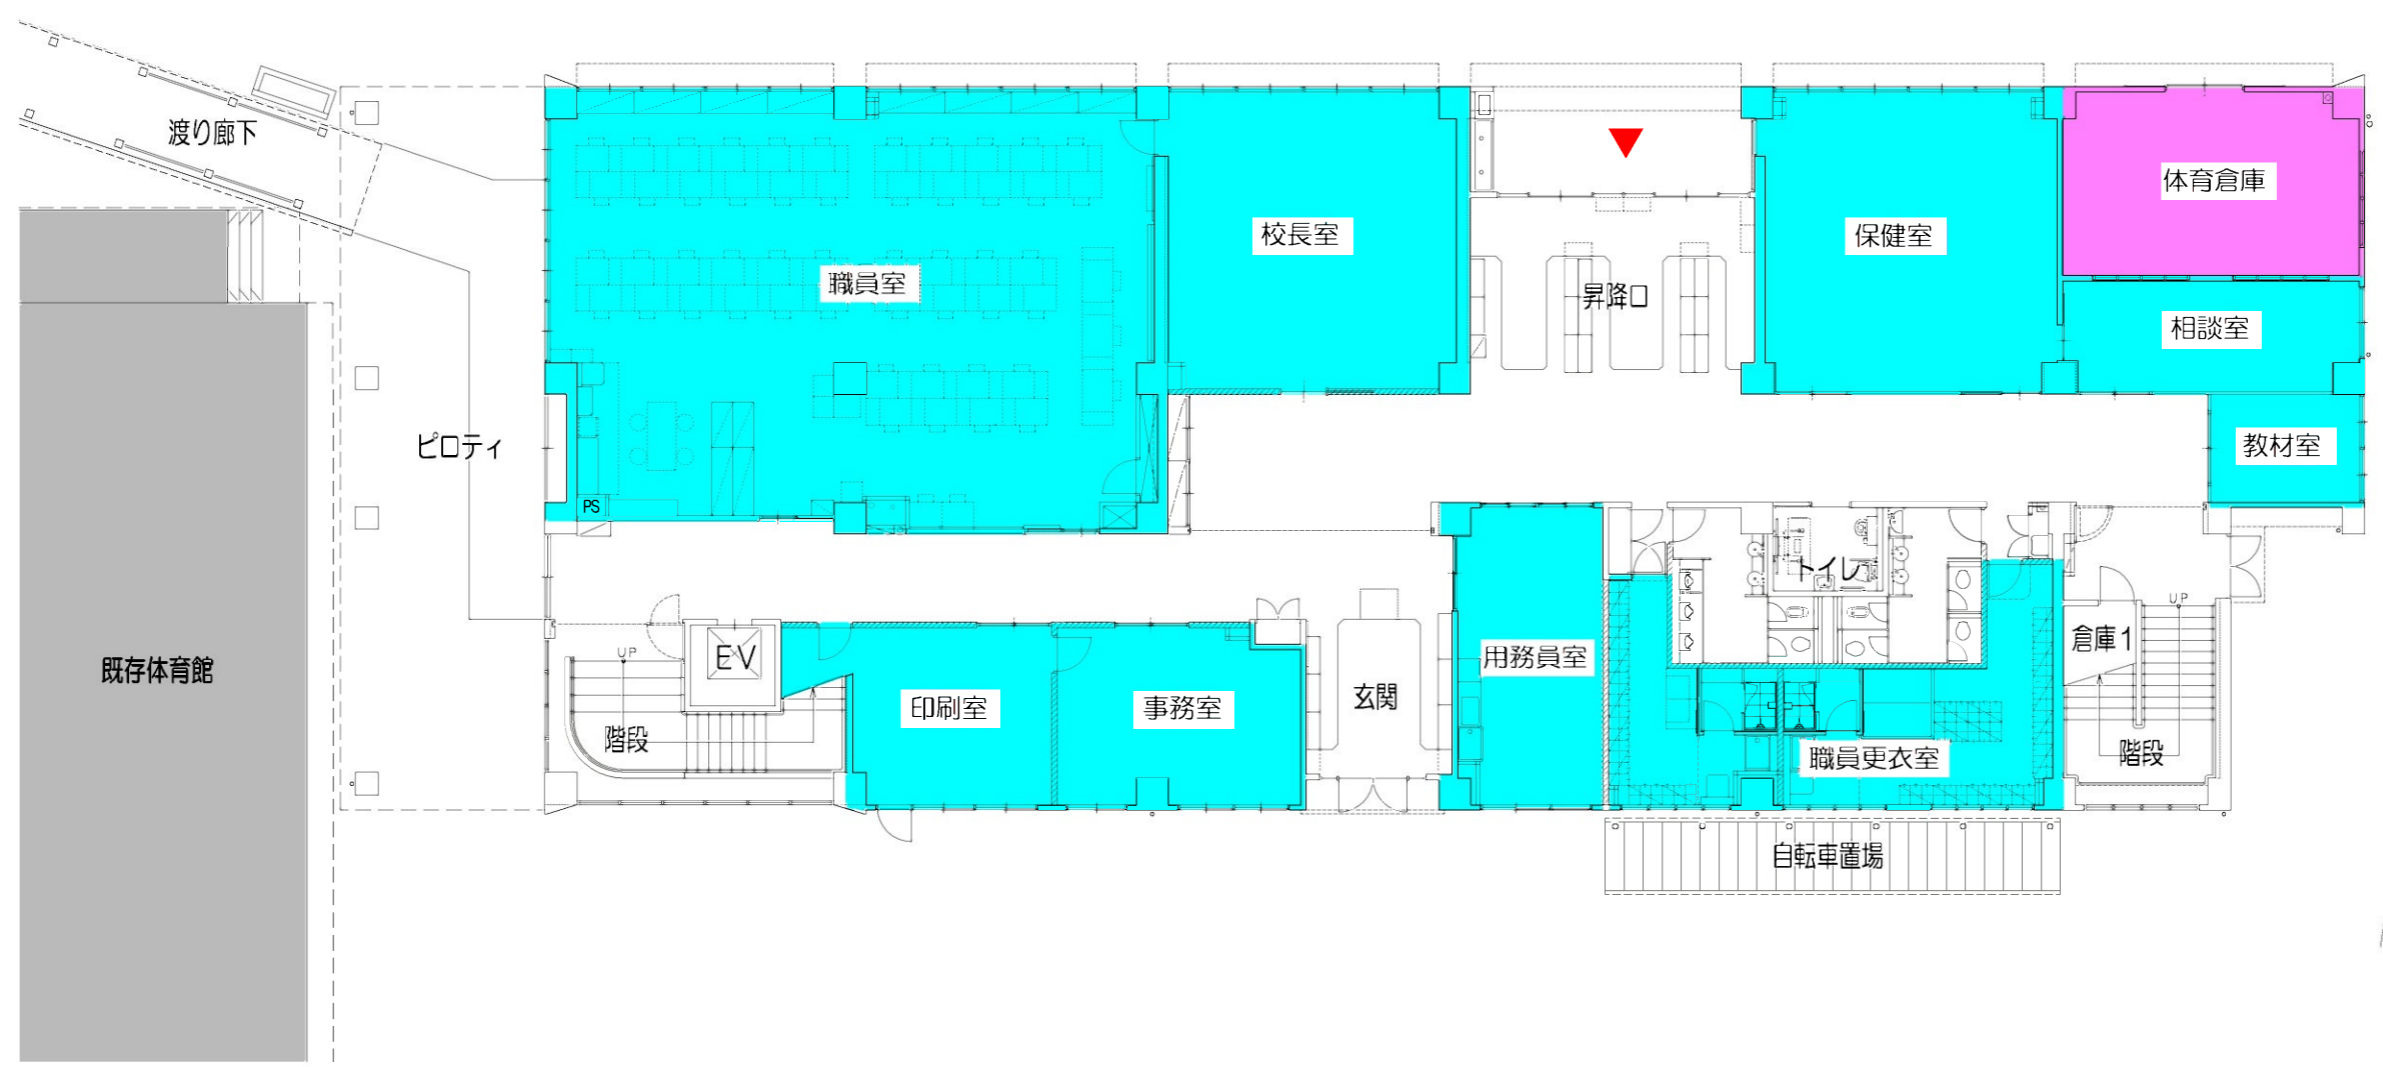 渡り廊下
体育倉庫
校長室
保健室
職員室
昇降口
相談室
ピロティ
教材室
PS
トイレ
UP
倉庫1
UP
EV
用務員室
既存体育館
玄関
印刷室
事務室
階段
職員更衣室
階段
自転車置場